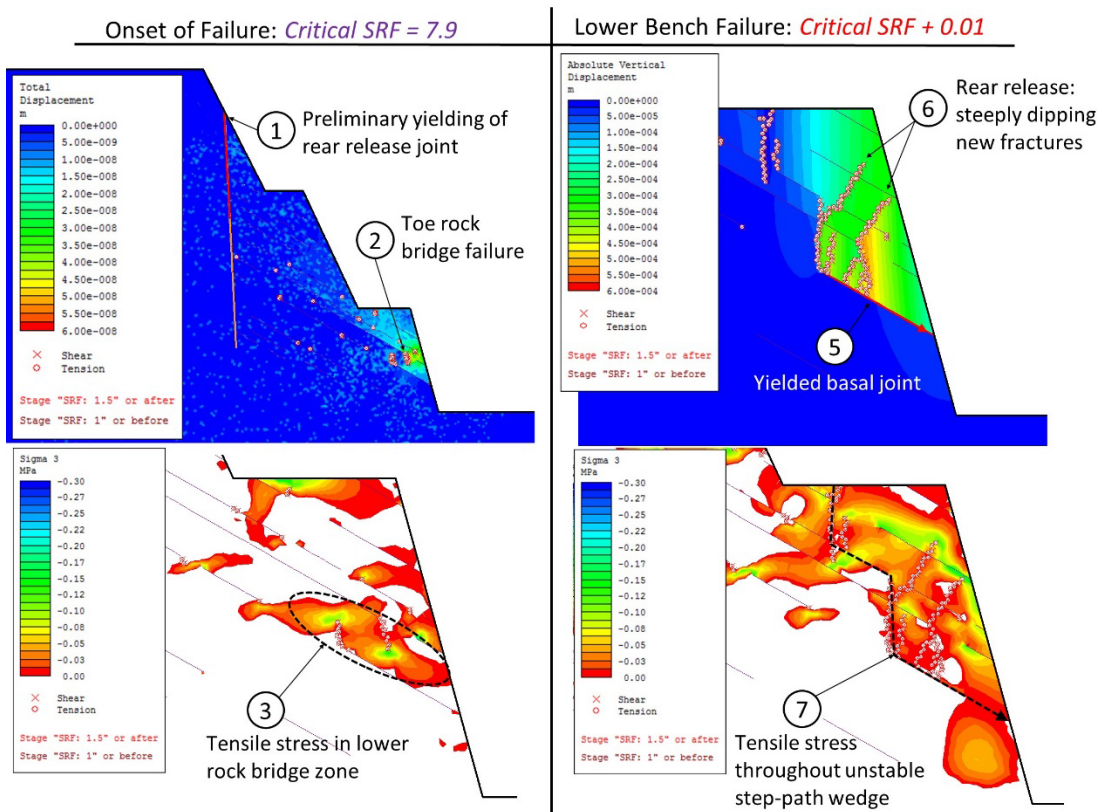 Onset of Failure: Critical SRF = 7.9
Total
Displacement
m
0.00e+000
5.00e-009
1.00e-008
1.50e-008
2.00e-008
2.50e-008
3.00e-008
3.50e-008
4.00e-008
4.50e-008
5.00e-008
5.50e-008
6.00e-008
Shear
Tension
Stage "SRF: 1.5" or after
Stage "SRF: 1" or before
1
Preliminary yielding of
rear release joint
2
Toe rock
bridge failure
Lower Bench Failure: Critical SRF + 0.01
Absolute Vertical
Displacement
m
0.00e+000
5.00e-005
1.00e-004
1.50e-004
2.00e-004
2.50e-004
3.00e-004
3.50e-004
4.00e-004
4.50e-004
5.00e-004
5.50e-004
6.00e-004
Shear
Tension
Stage "SRF: 1.5" or after
Stage "SRF: 1" or before
6
Rear release:
steeply dipping
new fractures
5
Yielded basal joint
Sigma 3
MPa
-0.30
-0.27
-0.25
-0.22
-0.20
-0.17
-0.15
-0.13
-0.10
-0.08
-0.05
-0.03
0.00
Shear
Tension
Stage "SRF: 1.5" or after
Stage "SRF: 1" or before
3
Tensile stress in lower
rock bridge zone
Sigma 3
MPa
-0.30
-0.27
-0.25
-0.22
-0.20
-0.17
-0.15
-0.13
-0.10
-0.08
-0.05
-0.03
0.00
Shear
Tension
Stage "SRF: 1.5" or after
Stage "SRF: 1" or before
7
Tensile stress
throughout unstable
step-path wedge